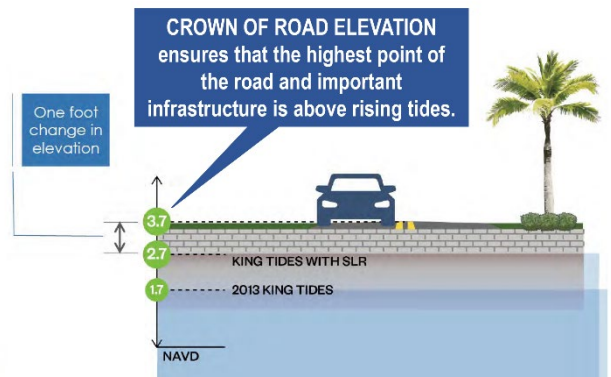 CROWN OF ROAD ELEVATION
ensures that the highest point of
the road and important
infrastructure is above rising tides.
One foot
change in
elevation
3.7
2.7
KING TIDES WITH SLR
1.7
2013 KING TIDES
NAVD